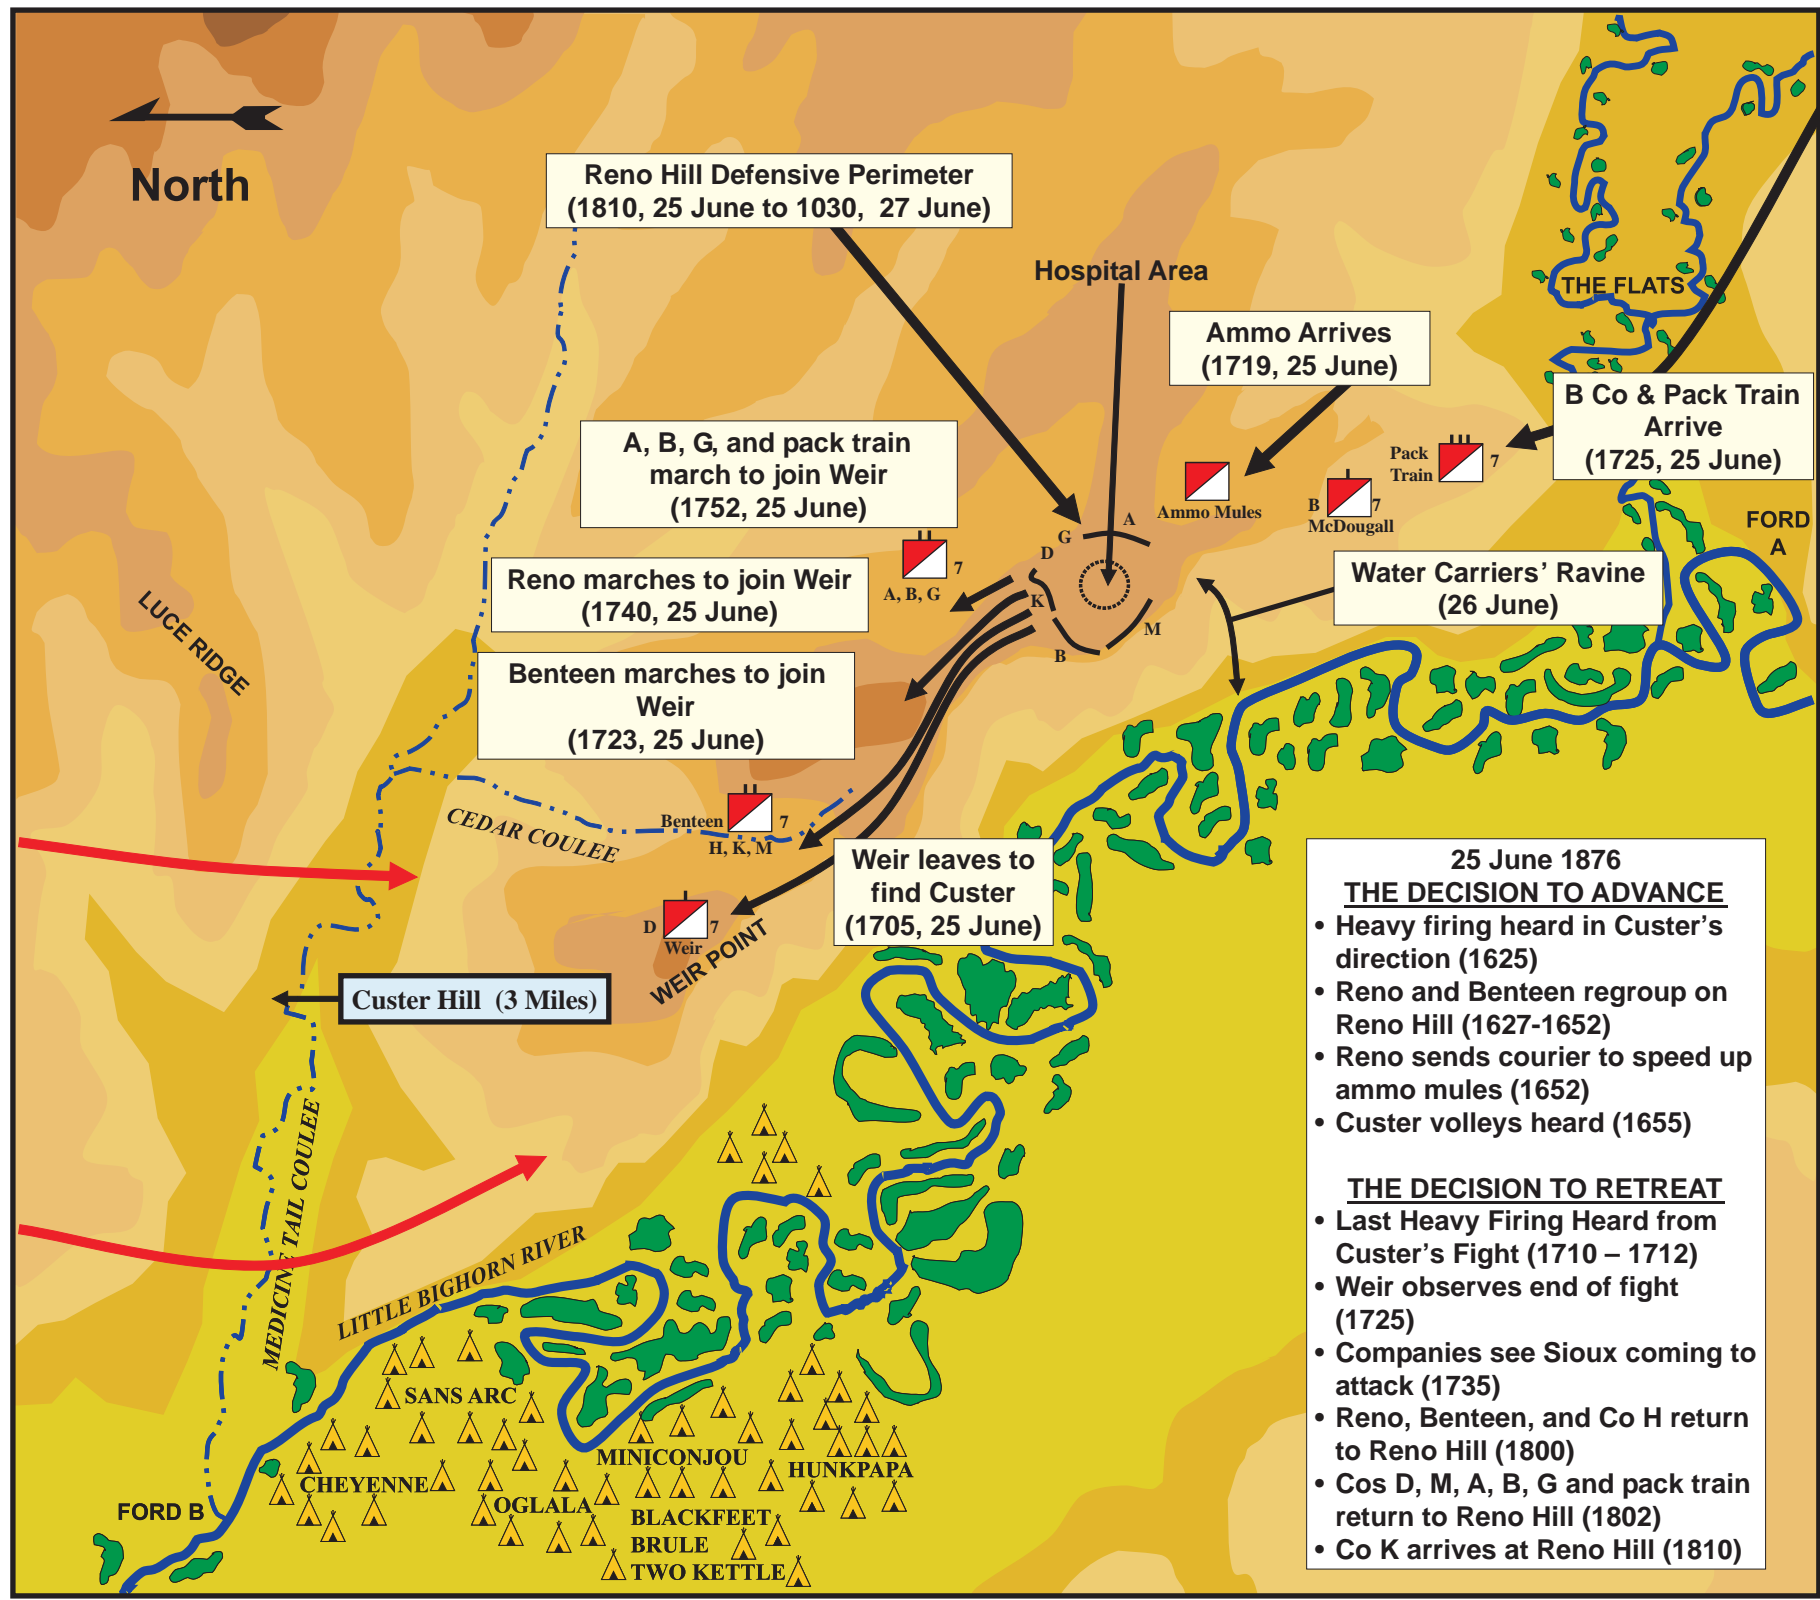 North
Reno Hill Defensive Perimeter
(1810, 25 June to 1030, 27 June)
Hospital Area
THE FLATS
Ammo Arrives
(1719, 25 June)
B Co & Pack Train
Arrive
(1725, 25 June)
A, B, G, and pack train
march to join Weir
(1752, 25 June)
Pack
Train
7
Ammo Mules
B
7
McDougall
FORD
A
A
G
D
K
B
M
7
A, B, G
Reno marches to join Weir
(1740, 25 June)
Water Carriers’ Ravine
(26 June)
LUCE RIDGE
Benteen marches to join
Weir
(1723, 25 June)
CEDAR COULEE
Benteen
7
H, K, M
Weir leaves to
find Custer
(1705, 25 June)
D
7
Weir
WEIR POINT
Custer Hill (3 Miles)
MEDICINE TAIL COULEE
LITTLE BIGHORN RIVER
SANS ARC
CHEYENNE
OGLALA
MINICONJOU
HUNKPAPA
BLACKFEET
BRULE
TWO KETTLE
FORD B
25 June 1876
THE DECISION TO ADVANCE
• Heavy firing heard in Custer’s
direction (1625)
• Reno and Benteen regroup on
Reno Hill (1627-1652)
• Reno sends courier to speed up
ammo mules (1652)
• Custer volleys heard (1655)
THE DECISION TO RETREAT
• Last Heavy Firing Heard from
Custer’s Fight (1710 – 1712)
• Weir observes end of fight
(1725)
• Companies see Sioux coming to
attack (1735)
• Reno, Benteen, and Co H return
to Reno Hill (1800)
• Cos D, M, A, B, G and pack train
return to Reno Hill (1802)
• Co K arrives at Reno Hill (1810)